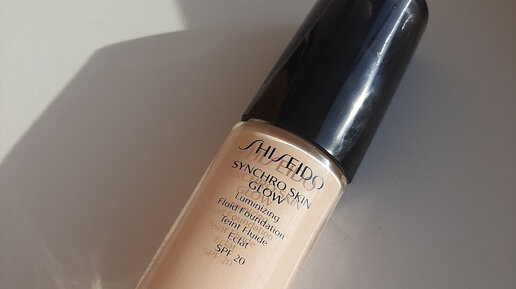 SHISEIDO
SYNCHRO SKIN
GLOW
Luminizing
Fluid Foundation
Teint Fluide
Eclat
SPF 20